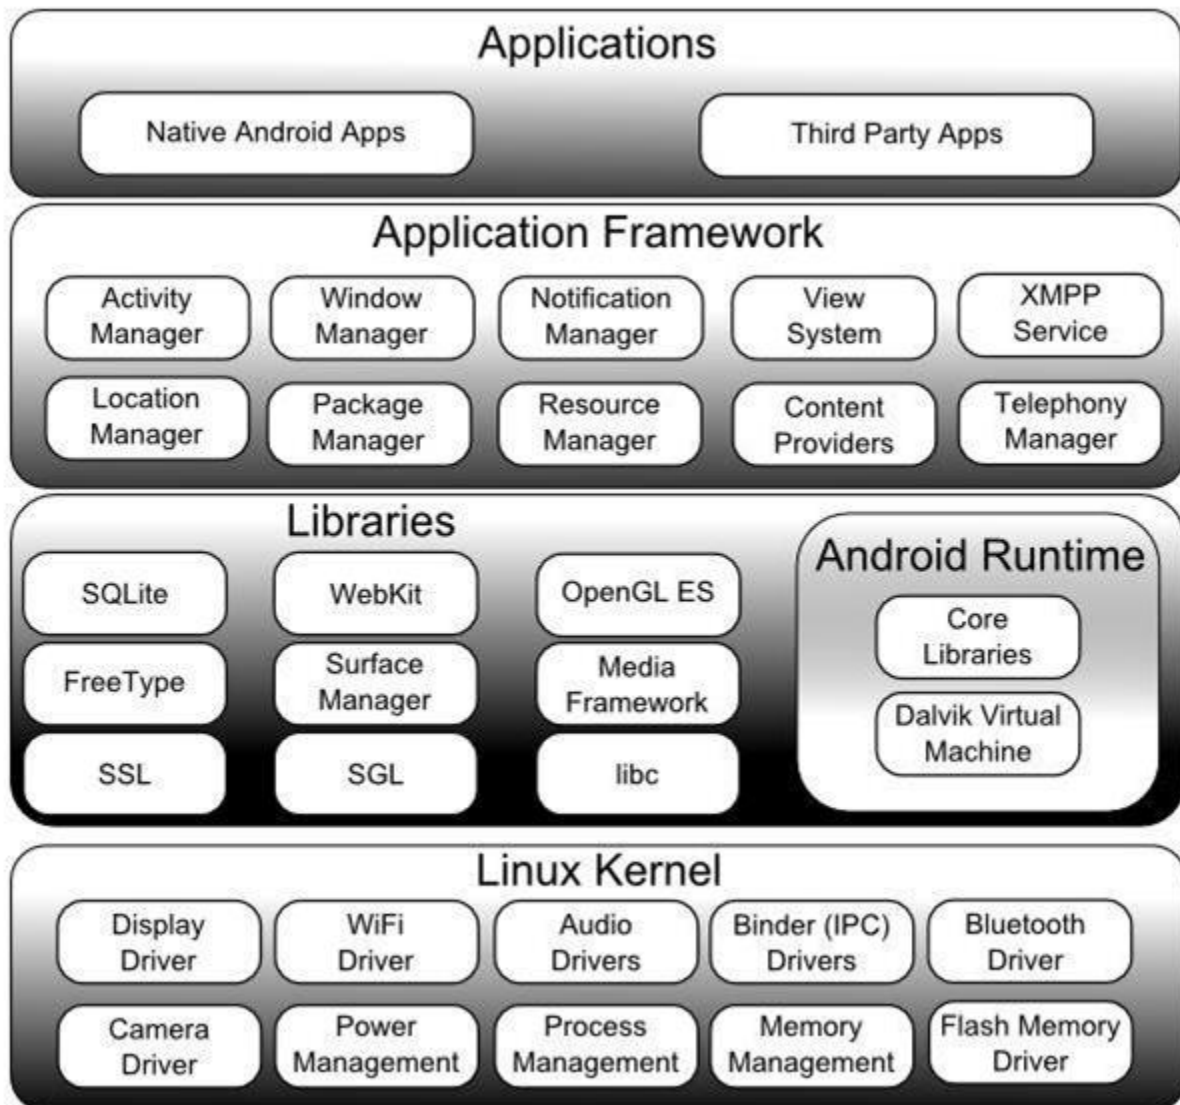 Applications
Native Android Apps
Third Party Apps
Application Framework
Activity
Manager
Window
Manager
Notification
Manager
View
System
XMPP
Service
Location
Manager
Package
Manager
Resource
Manager
Content
Providers
Telephony
Manager
Libraries
SQLite
WebKit
OpenGL ES
FreeType
Surface
Manager
Media
Framework
SSL
SGL
libc
Android Runtime
Core
Libraries
Dalvik Virtual
Machine
Linux Kernel
Display
Driver
WiFi
Driver
Audio
Drivers
Binder (IPC)
Drivers
Bluetooth
Driver
Camera
Driver
Power
Management
Process
Management
Memory
Management
Flash Memory
Driver